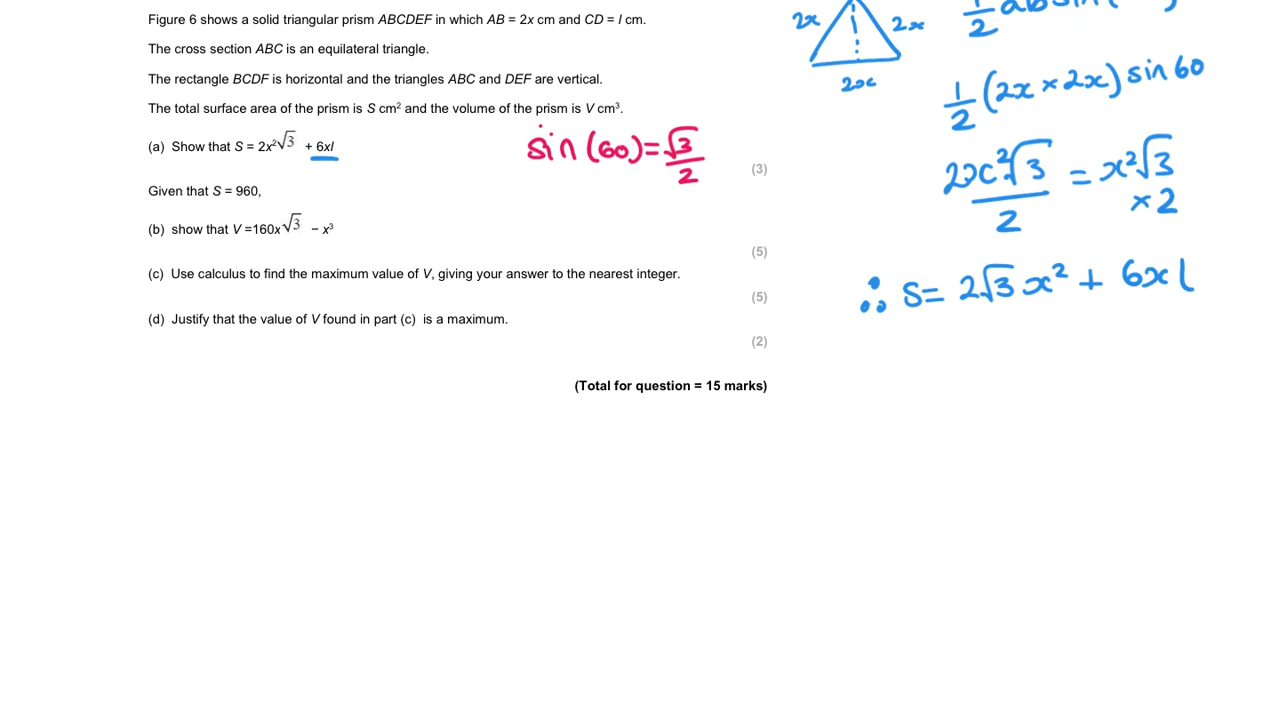 Figure 6 shows a solid triangular prism ABCDEF in which AB = 2x cm and CD = l cm.
The cross section ABC is an equilateral triangle.
The rectangle BCDF is horizontal and the triangles ABC and DEF are vertical.
The total surface area of the prism is S cm² and the volume of the prism is V cm³.
(a) Show that S = 2x²√3 + 6xl
(3)
Given that S = 960,
(b) show that V =160x√3 − x³
(5)
(c) Use calculus to find the maximum value of V, giving your answer to the nearest integer.
(5)
(d) Justify that the value of V found in part (c) is a maximum.
(2)
(Total for question = 15 marks)
sin (60) = √3/2
2x 2x
2x
1/2 (2x × 2x) sin 60
2x²√3/2 = x²√3
× 2
∴ S = 2√3 x² + 6xl